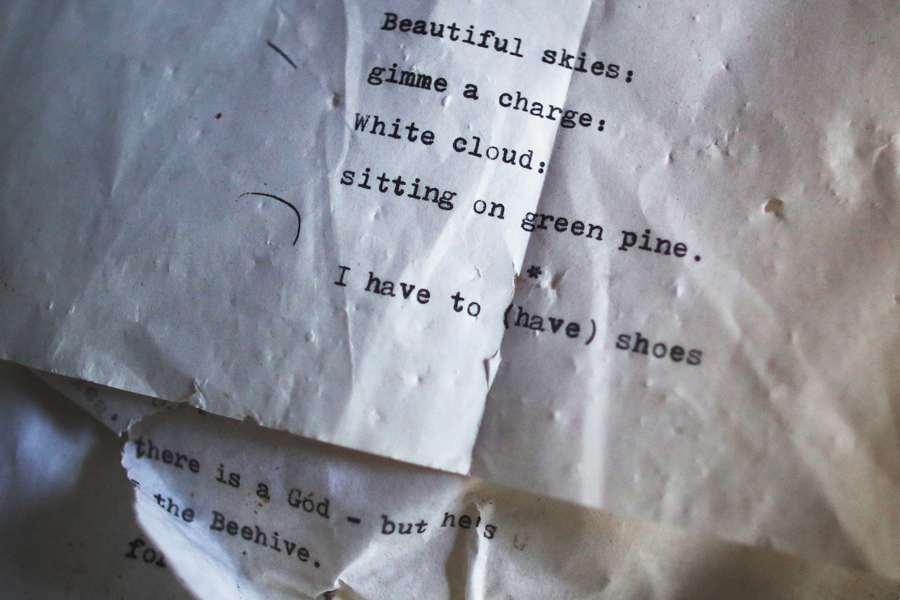 Beautiful skies:
gimme a charge:
White cloud:
sitting on green pine.
*
I have to (have) shoes
there is a God - but he's
- the Beehive.